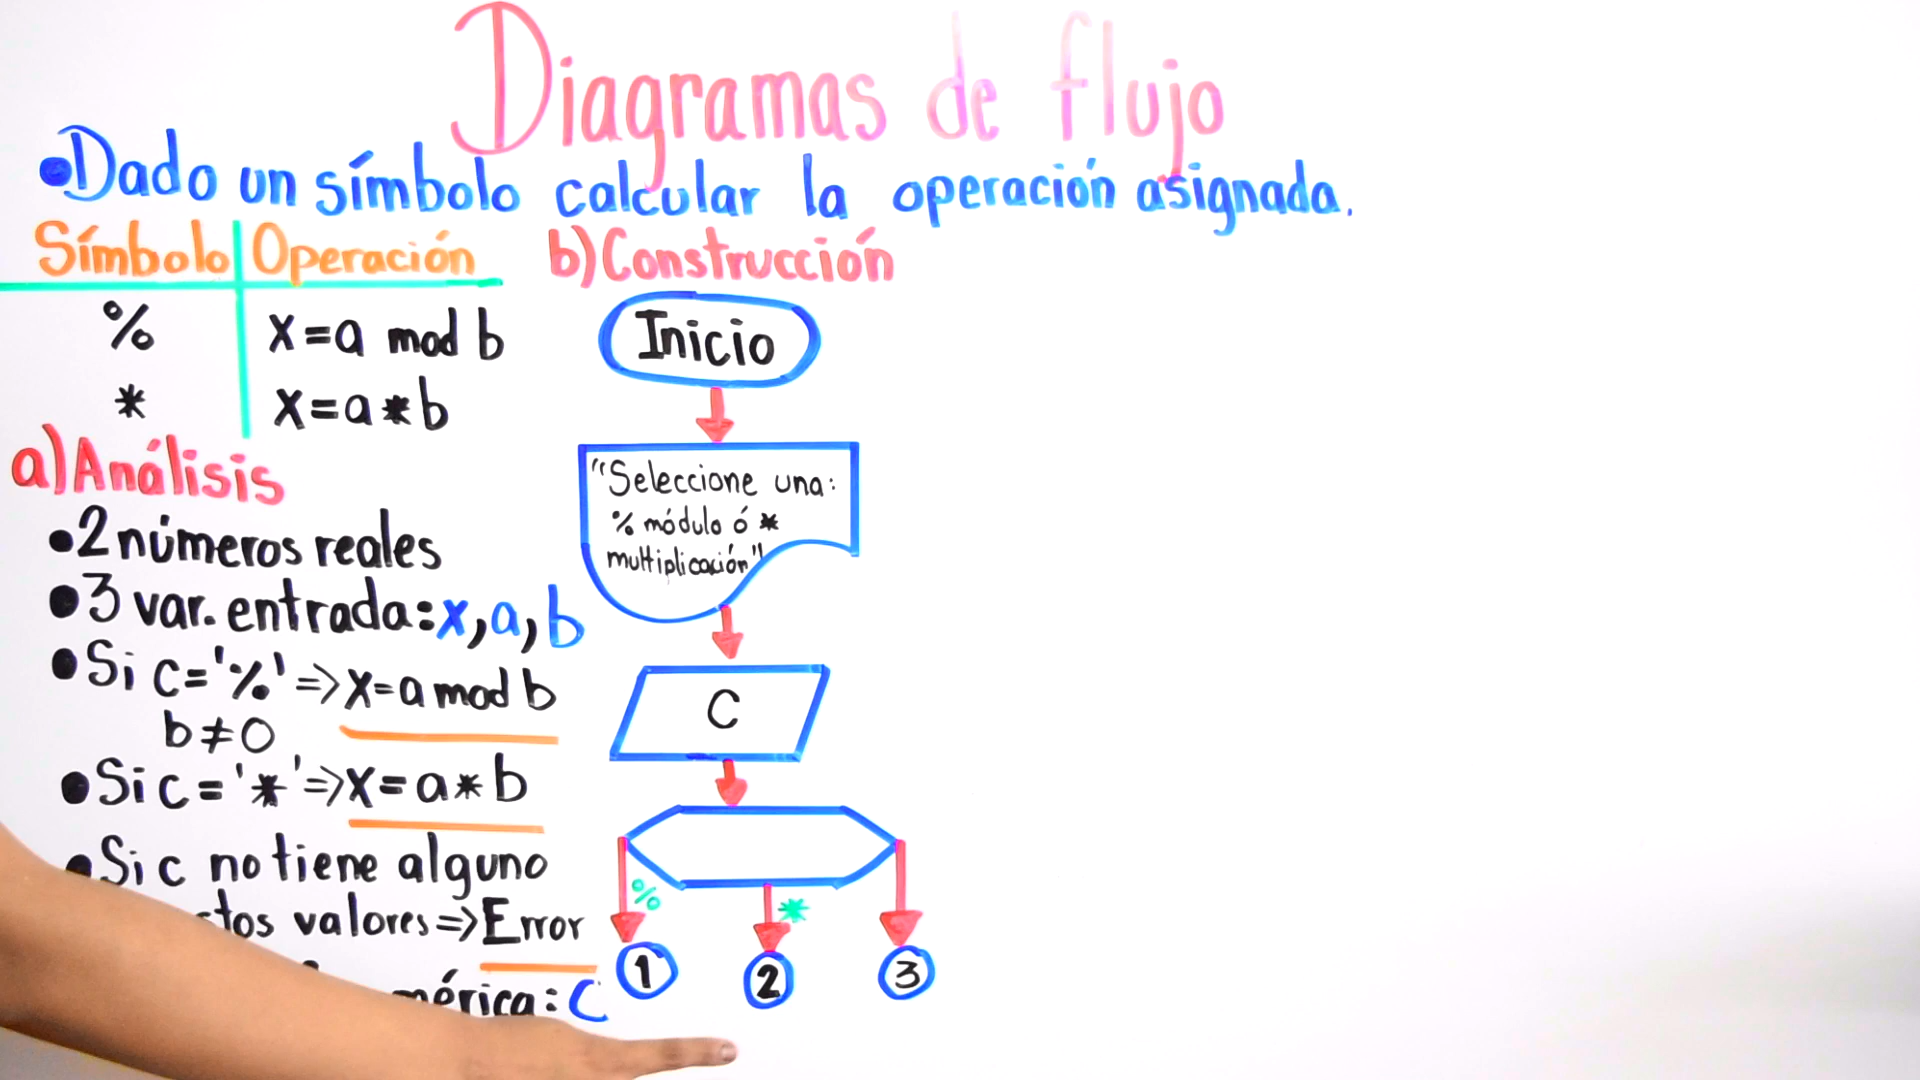 Diagramas de flujo
•Dado un símbolo calcular la operación asignada.
Símbolo Operación
% x=a mod b
* x=a*b
a) Análisis
•2 números reales
•3 var. entrada: x, a, b
•Si c='%' => x=a mod b
b≠0
•Si c='*' => x=a*b
•Si c no tiene alguno
valores => Error
: C
b) Construcción
Inicio
"Seleccione una:
% módulo ó *
multiplicación"
C
% *
1 2 3